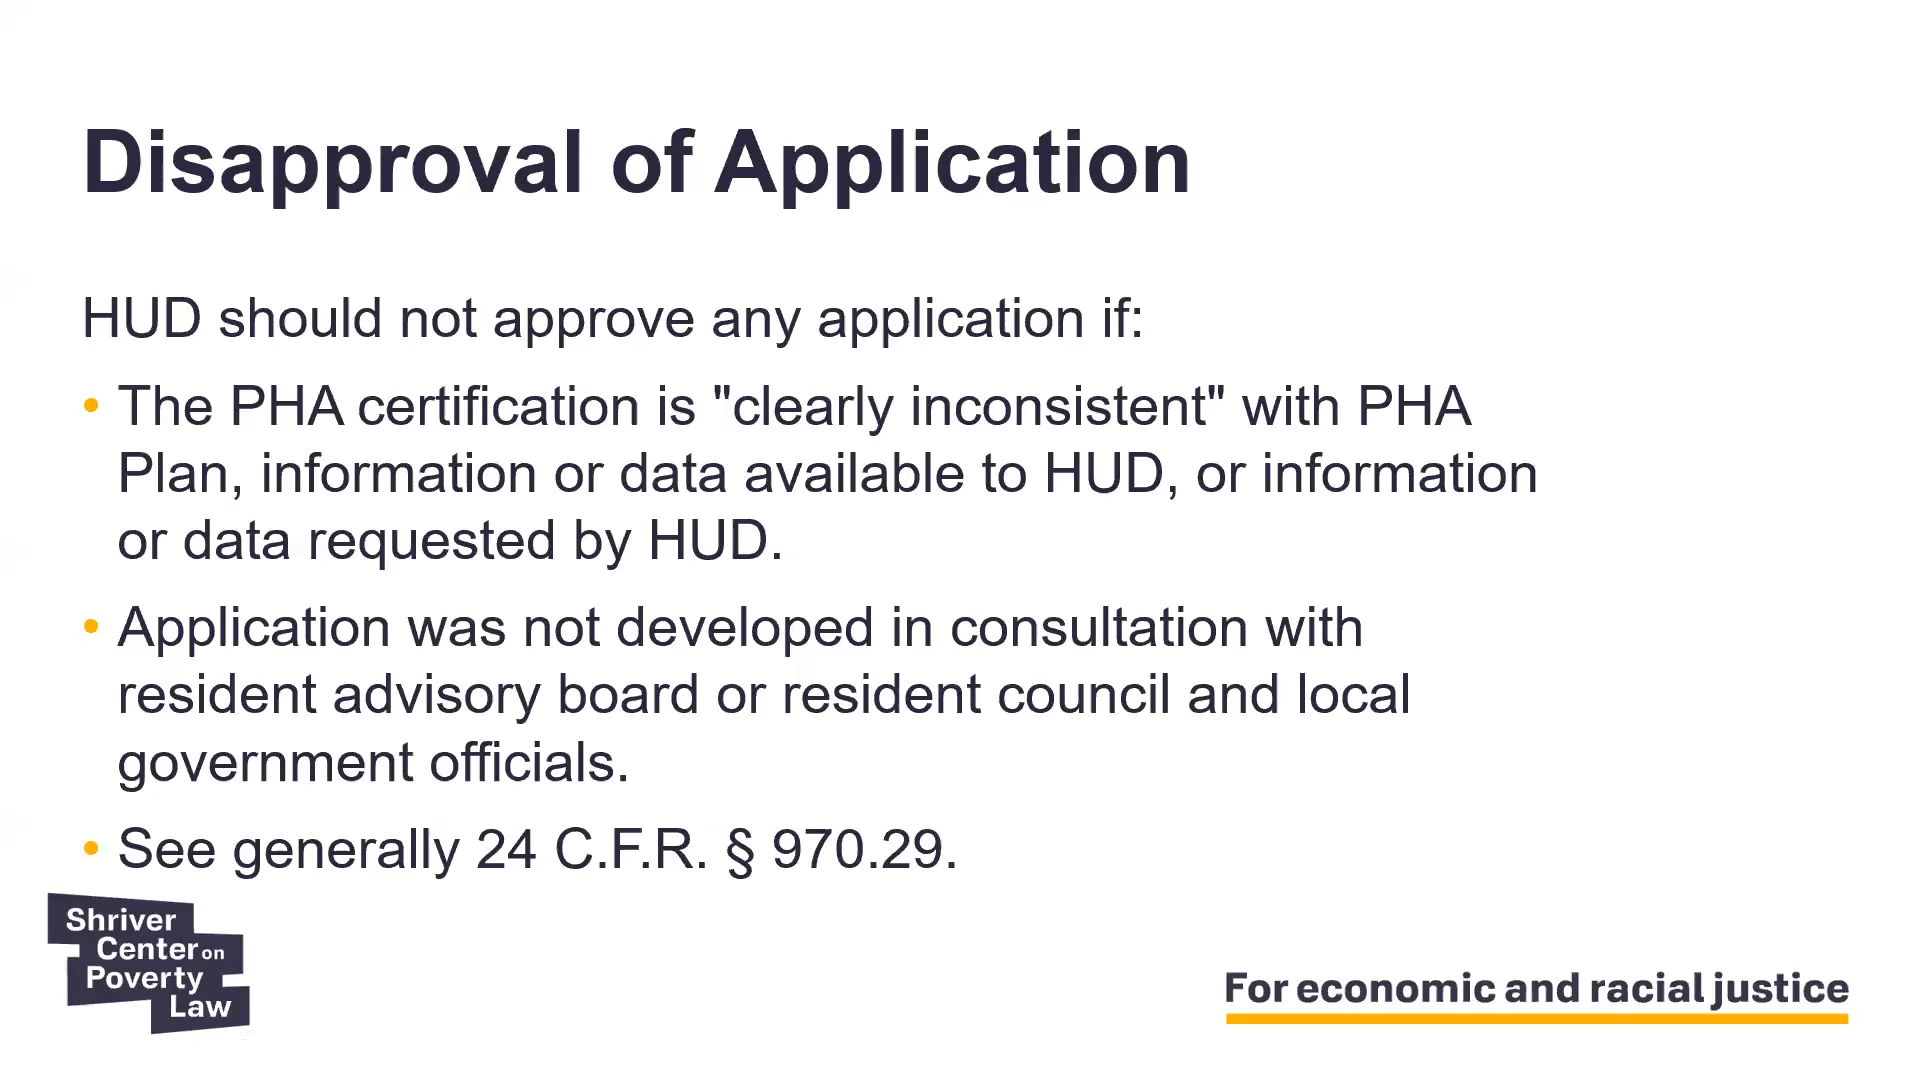 Disapproval of Application
HUD should not approve any application if:
• The PHA certification is "clearly inconsistent" with PHA
Plan, information or data available to HUD, or information
or data requested by HUD.
• Application was not developed in consultation with
resident advisory board or resident council and local
government officials.
• See generally 24 C.F.R. § 970.29.
Shriver
Center on
Poverty
Law
For economic and racial justice